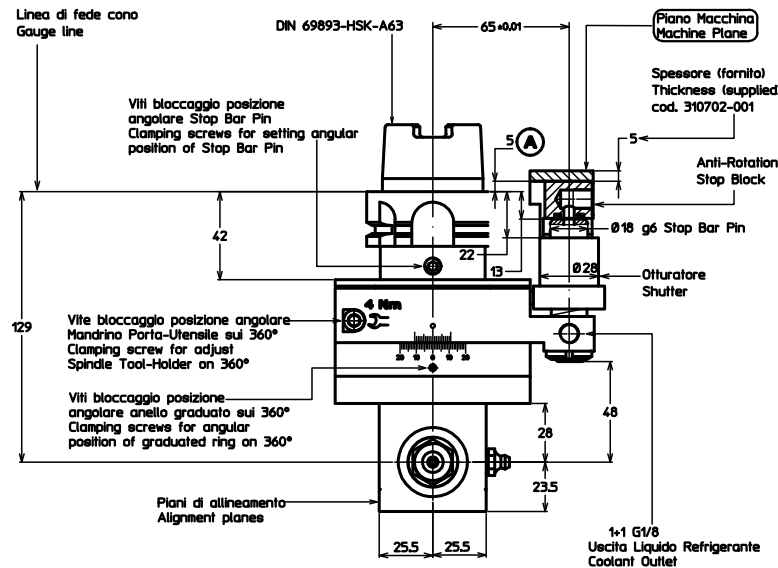 Linea di fede cono
Gauge line
DIN 69893-HSK-A63
65 ±0.01
Piano Macchina
Machine Plane
Spessore (fornito)
Thickness (supplied)
cod. 310702-001
Viti bloccaggio posizione
angolare Stop Bar Pin
Clamping screws for setting angular
position of Stop Bar Pin
5
A
5
Anti-Rotation
Stop Block
42
22
13
Ø18 g6 Stop Bar Pin
Ø28
Otturatore
Shutter
129
4 Nm
Vite bloccaggio posizione angolare
Mandrino Porta-Utensile sui 360°
Clamping screw for adjust
Spindle Tool-Holder on 360°
0
20 10 0 10 20
Viti bloccaggio posizione
angolare anello graduato sui 360°
Clamping screws for angular
position of graduated ring on 360°
48
28
23.5
Piani di allineamento
Alignment planes
25.5
25.5
1+1 G1/8
Uscita Liquido Refrigerante
Coolant Outlet